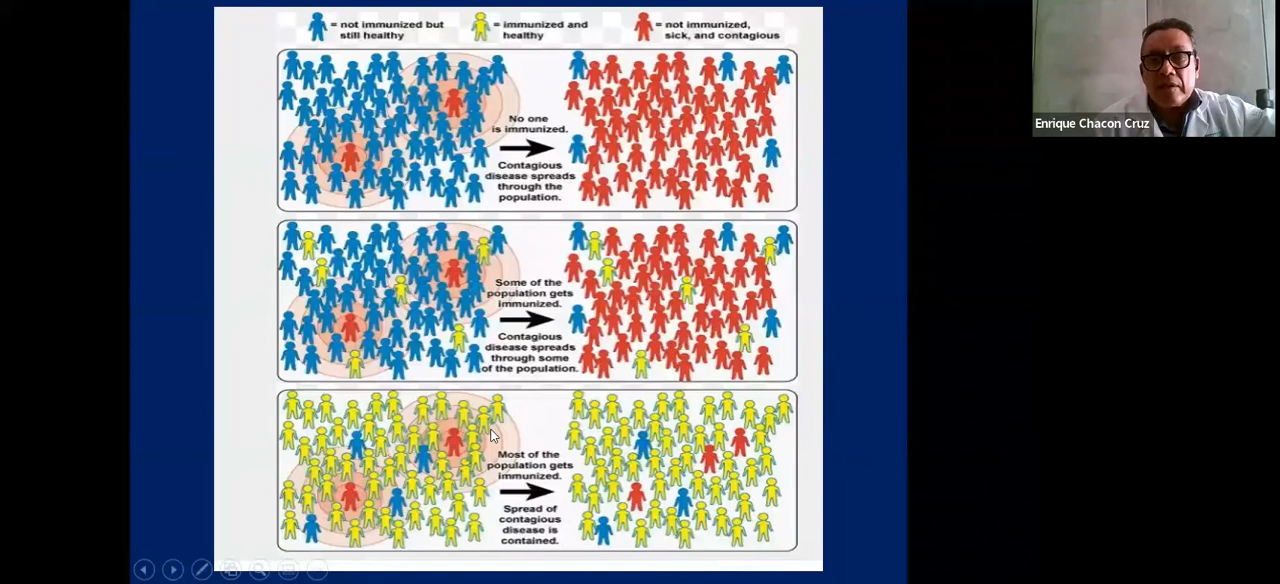 = not immunized but
still healthy
= immunized and
healthy
= not immunized,
sick, and contagious
No one
is immunized.
Contagious
disease spreads
through the
population.
Some of the
population gets
immunized.
Contagious
disease spreads
through some
of the population.
Most of the
population gets
immunized.
Spread of
contagious
disease is
contained.
Enrique Chacon Cruz